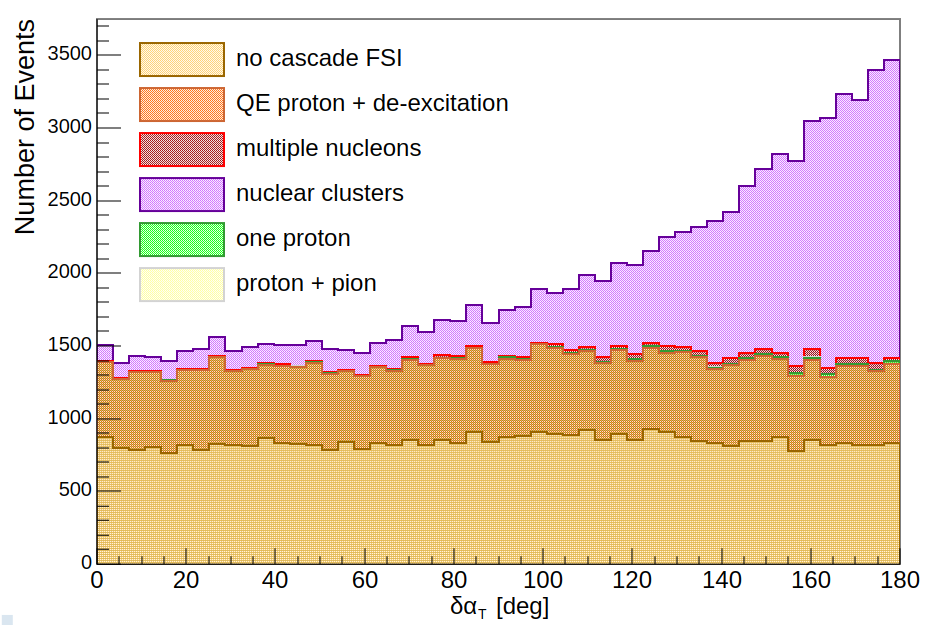 Number of Events
3500
3000
2500
2000
1500
1000
500
0
no cascade FSI
QE proton + de-excitation
multiple nucleons
nuclear clusters
one proton
proton + pion
0 20 40 60 80 100 120 140 160 180
δα_T [deg]